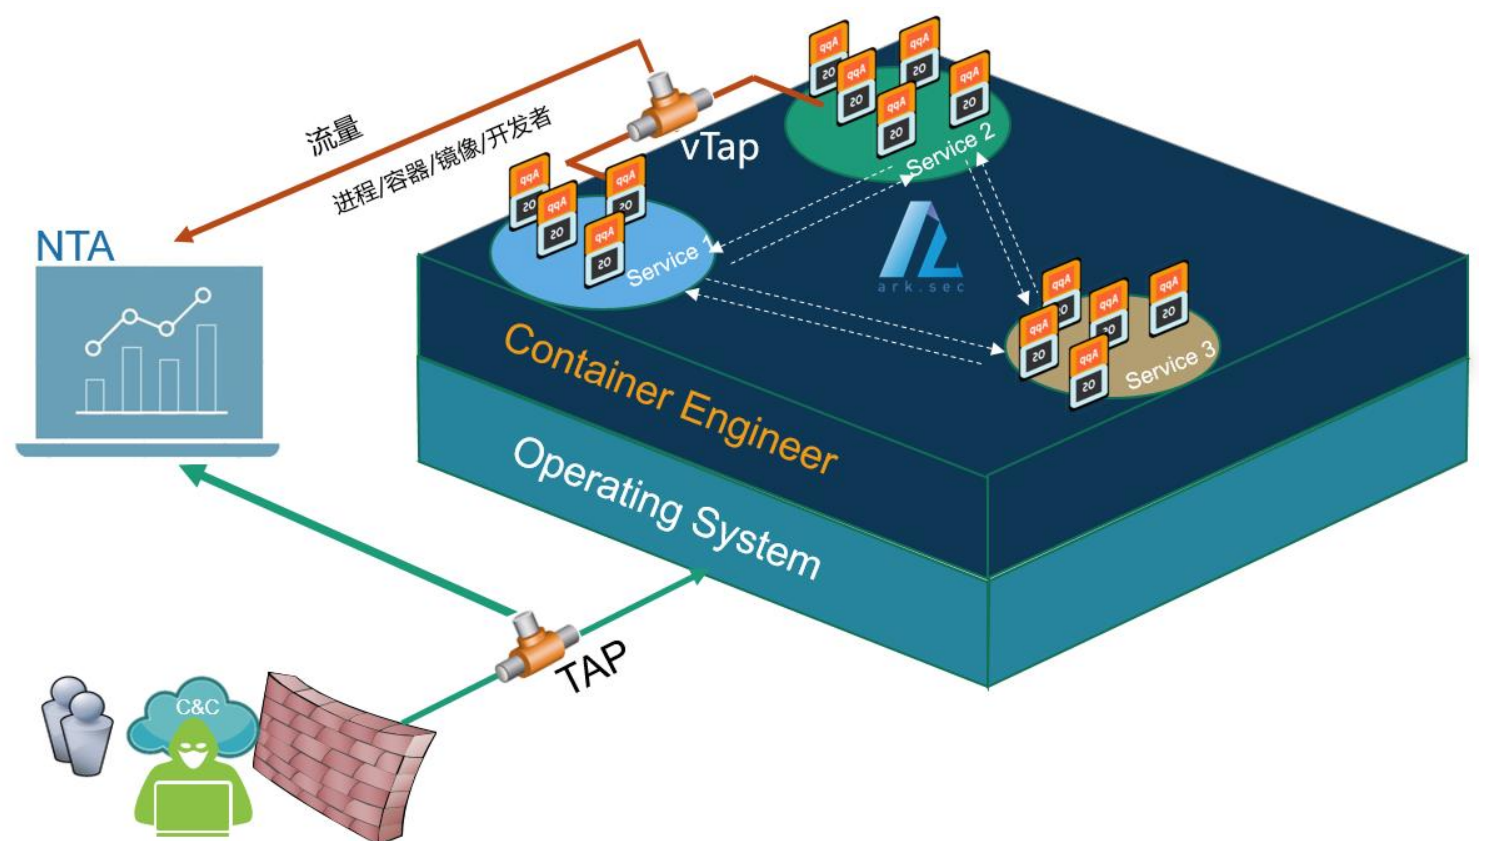 流量
进程/容器/镜像/开发者
vTap
NTA
Service 2
Service 1
Service 3
ark.sec
Container Engineer
Operating System
TAP
C&C